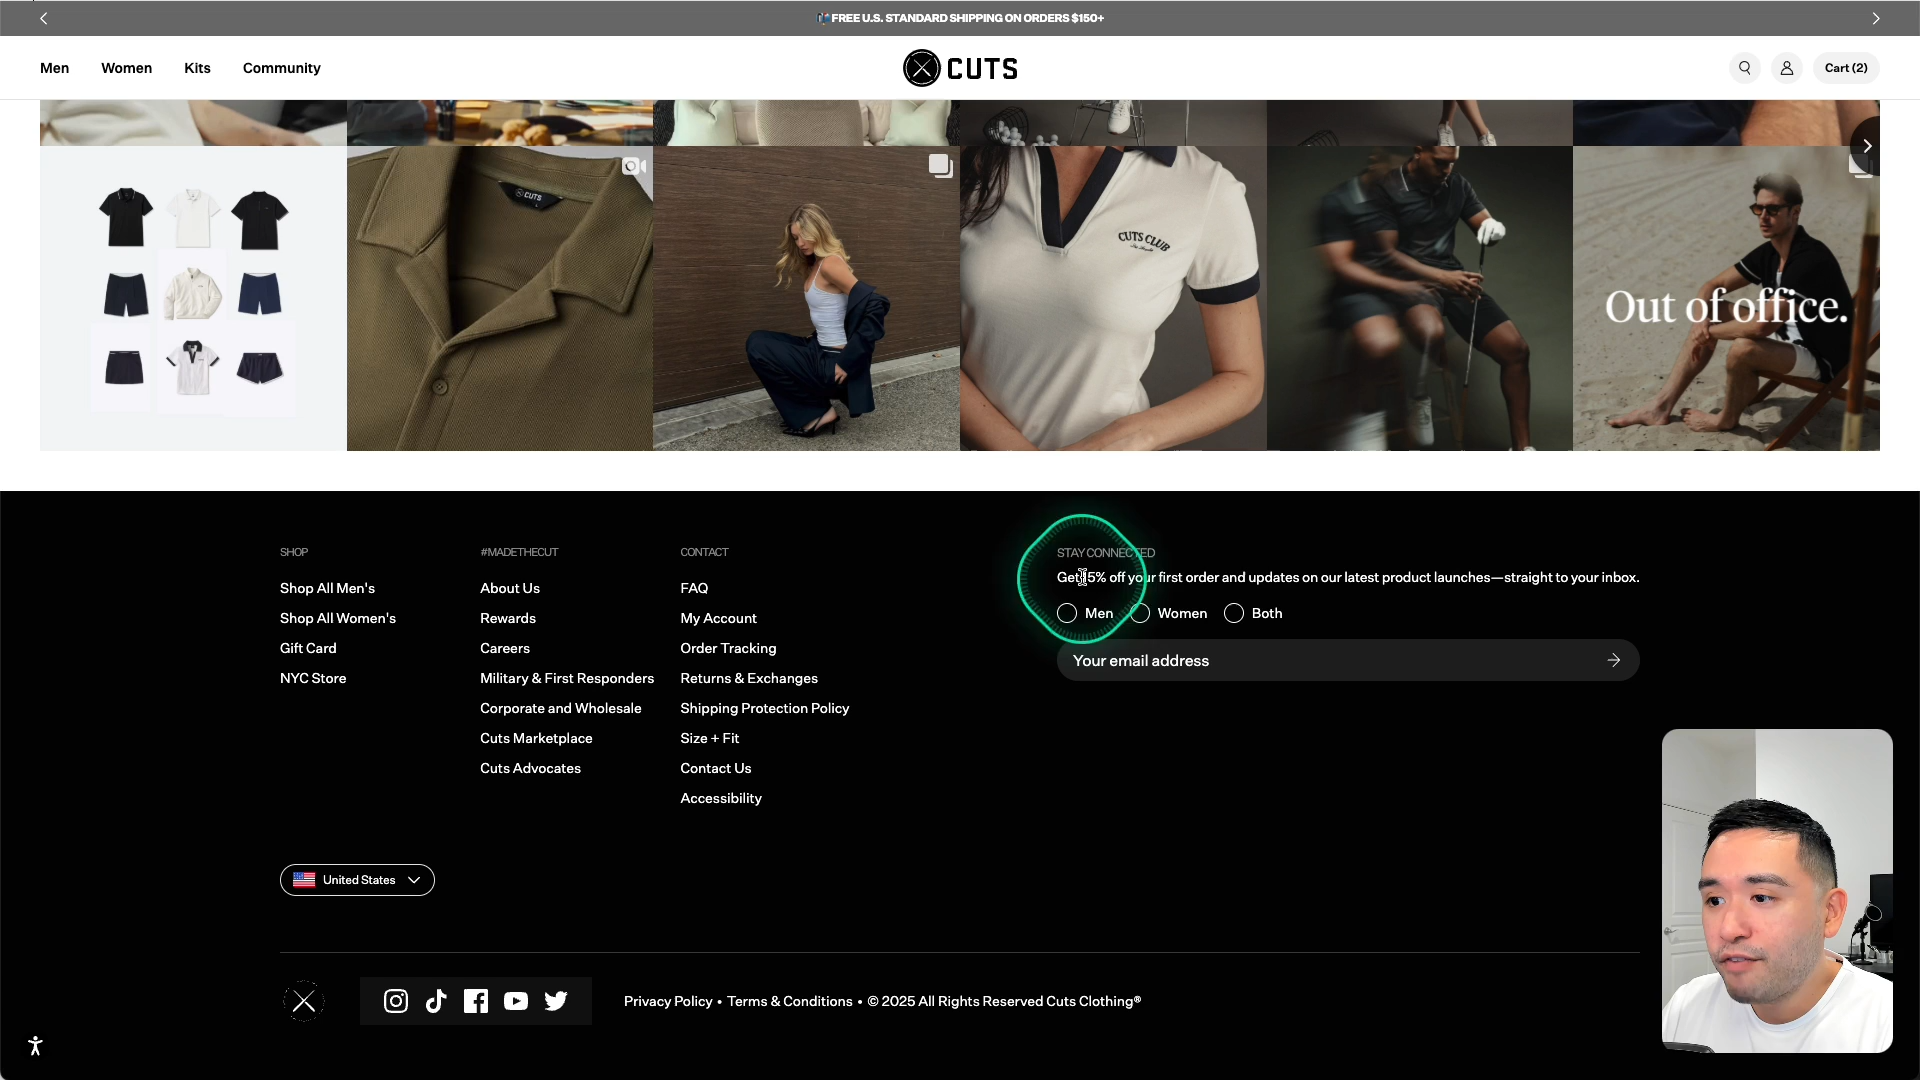 FREE U.S. STANDARD SHIPPING ON ORDERS $150+
Men
Women
Kits
Community
CUTS
Cart (2)
CUTS
CUTS CLUB
Out of office.
SHOP
Shop All Men's
Shop All Women's
Gift Card
NYC Store
#MADETHECUT
About Us
Rewards
Careers
Military & First Responders
Corporate and Wholesale
Cuts Marketplace
Cuts Advocates
CONTACT
FAQ
My Account
Order Tracking
Returns & Exchanges
Shipping Protection Policy
Size + Fit
Contact Us
Accessibility
STAY CONNECTED
Get 15% off your first order and updates on our latest product launches—straight to your inbox.
Men
Women
Both
Your email address
United States
Privacy Policy • Terms & Conditions • © 2025 All Rights Reserved Cuts Clothing®